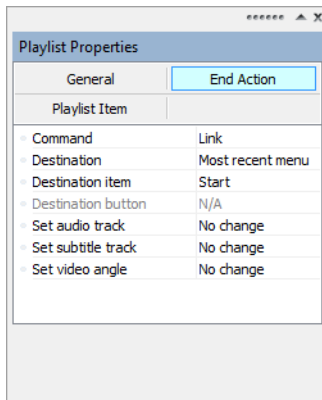 Playlist Properties
General End Action
Playlist Item
Command Link
Destination Most recent menu
Destination item Start
Destination button N/A
Set audio track No change
Set subtitle track No change
Set video angle No change